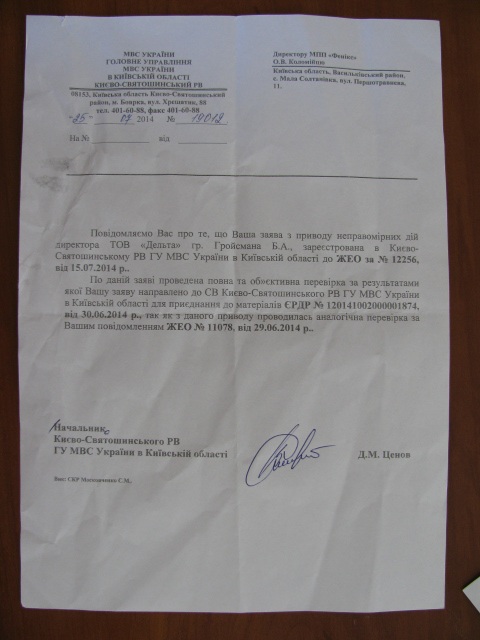 МВС УКРАЇНИ
ГОЛОВНЕ УПРАВЛІННЯ
МВС УКРАЇНИ
В КИЇВСЬКІЙ ОБЛАСТІ
КИЄВО-СВЯТОШИНСЬКИЙ РВ
08153, Київська область Києво-Святошинський
район, м. Боярка, вул. Хрещатик, 80
тел. 401-60-88, факс 401-60-88
"25" 07 2014 № 19012
На № від
Директору МПП «Фенікс»
О.В. Коломійцю
Київська область, Васильківський район,
с. Мала Солтанівка, вул. Першотравнева,
11.
Повідомляємо Вас про те, що Ваша заява з приводу неправомірних дій
директора ТОВ «Дельта» гр. Гройсмана Б.А., зареєстрована в Києво-
Святошинському РВ ГУ МВС України в Київській області до ЖЕО за № 12256,
від 15.07.2014 р..
По даній заяві проведена повна та об'єктивна перевірка за результатами
якої Вашу заяву направлено до СВ Києво-Святошинського РВ ГУ МВС України
в Київській області для приєднання до матеріалів ЄРДР № 12014100200001874,
від 30.06.2014 р., так як з даного приводу проводилась аналогічна перевірка за
Вашим повідомленням ЖЕО № 11078, від 29.06.2014 р..
Начальник
Києво-Святошинського РВ
ГУ МВС України в Київській області
Д.М. Ценов
Вик: СКР Московченко С.М.